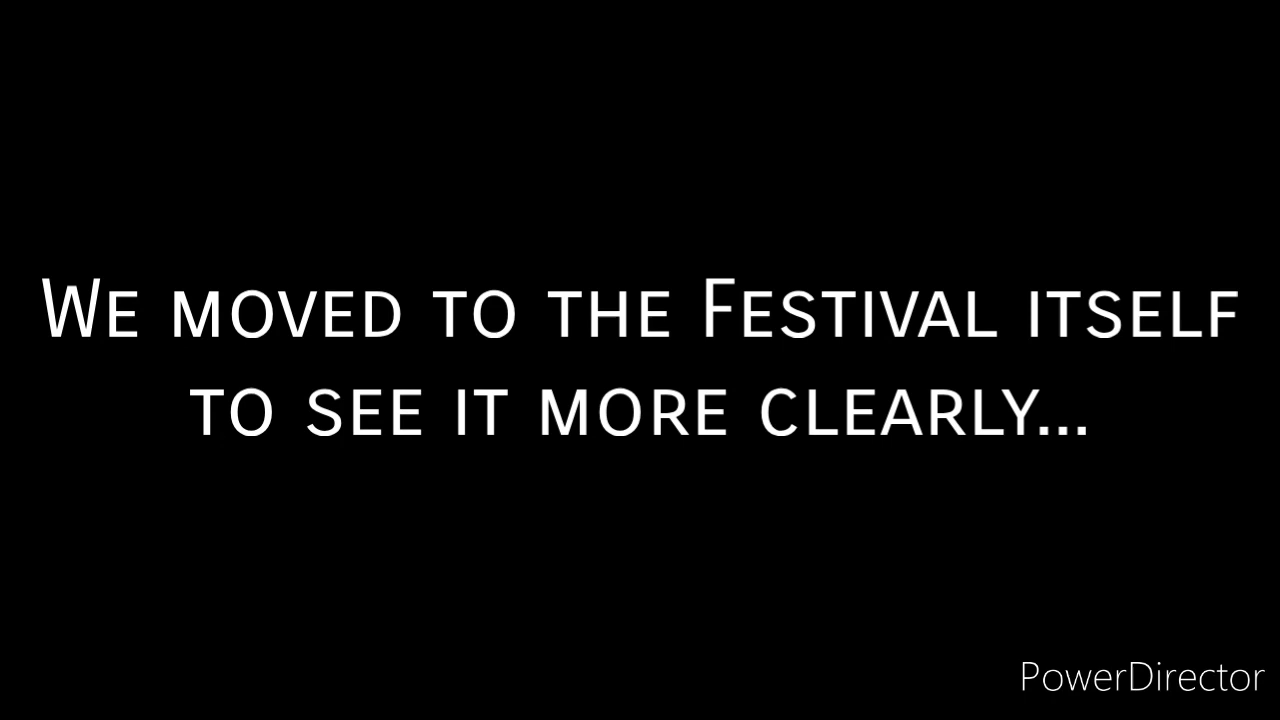 We moved to the Festival itself
to see it more clearly...
PowerDirector